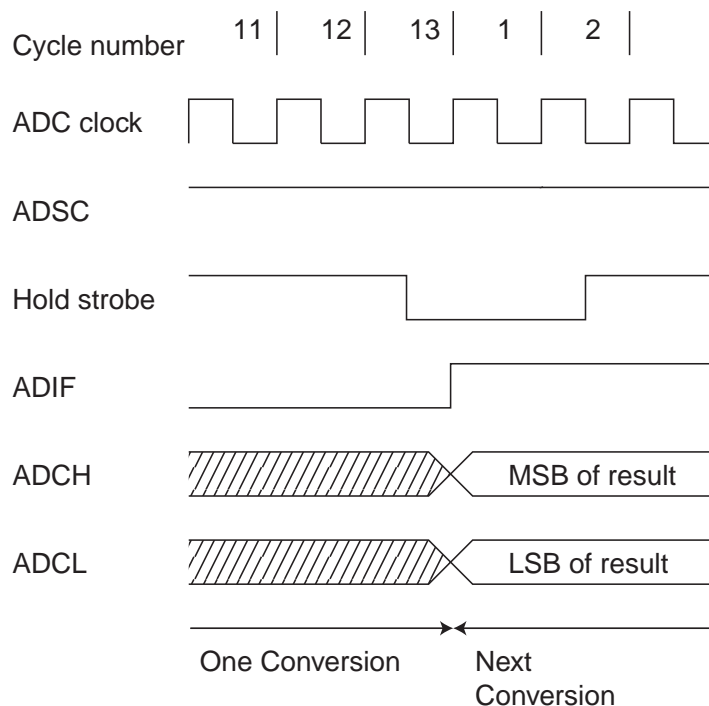 Cycle number 11 12 13 1 2
ADC clock
ADSC
Hold strobe
ADIF
ADCH MSB of result
ADCL LSB of result
One Conversion Next
Conversion